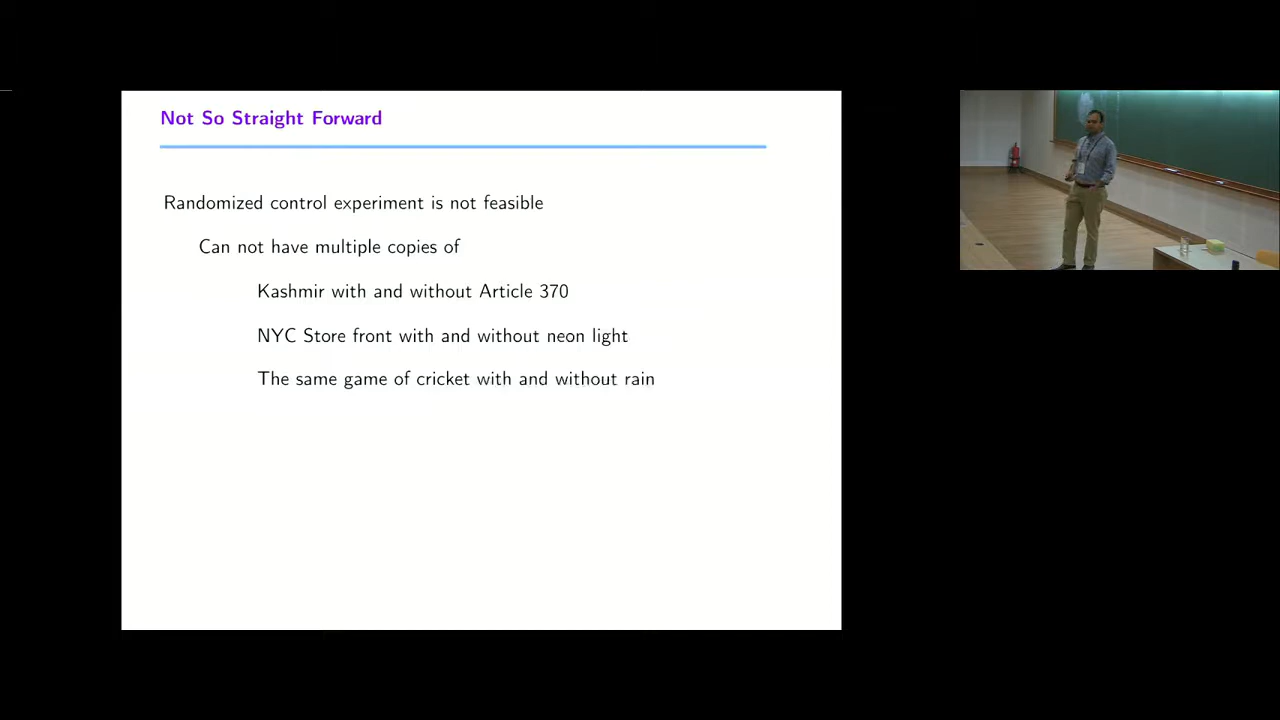 Not So Straight Forward
Randomized control experiment is not feasible
Can not have multiple copies of
Kashmir with and without Article 370
NYC Store front with and without neon light
The same game of cricket with and without rain